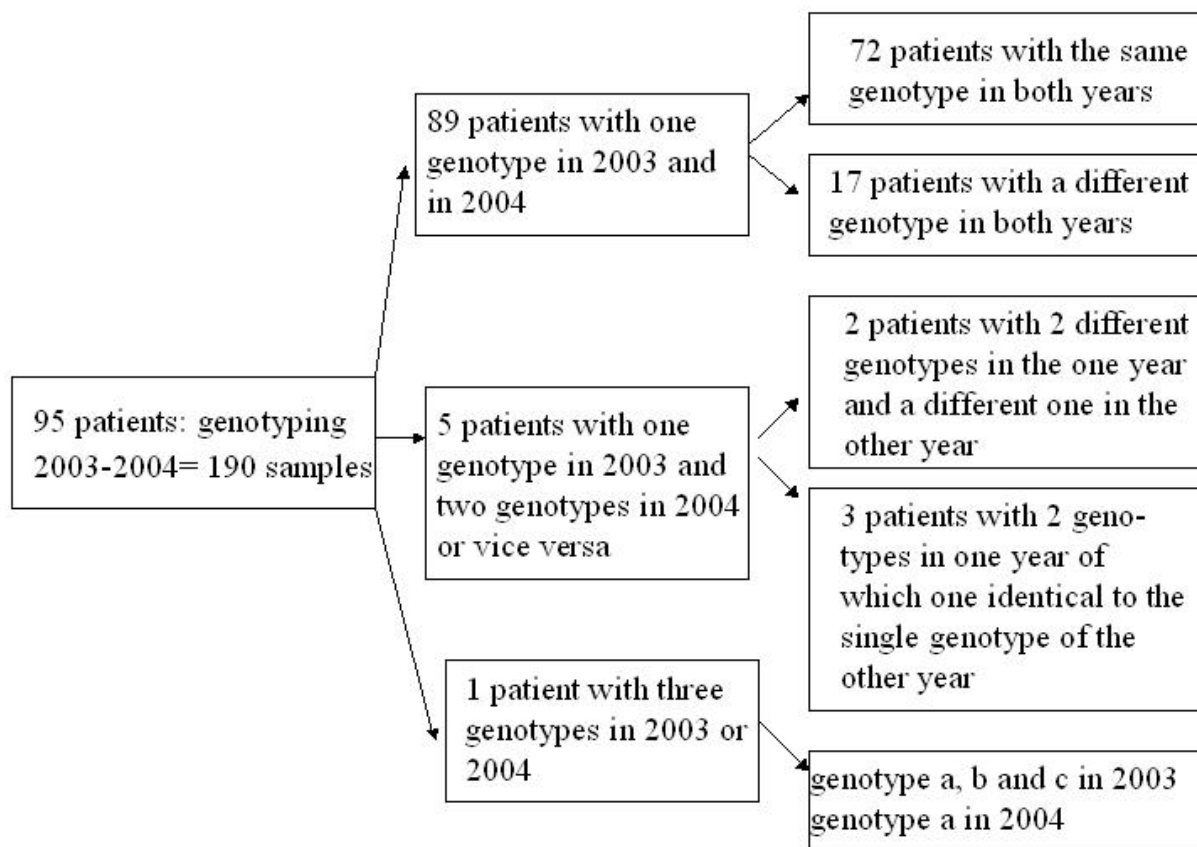 95 patients: genotyping
2003-2004= 190 samples
89 patients with one
genotype in 2003 and
in 2004
72 patients with the same
genotype in both years
17 patients with a different
genotype in both years
5 patients with one
genotype in 2003 and
two genotypes in 2004
or vice versa
2 patients with 2 different
genotypes in the one year
and a different one in the
other year
3 patients with 2 geno-
types in one year of
which one identical to the
single genotype of the
other year
1 patient with three
genotypes in 2003 or
2004
genotype a, b and c in 2003
genotype a in 2004